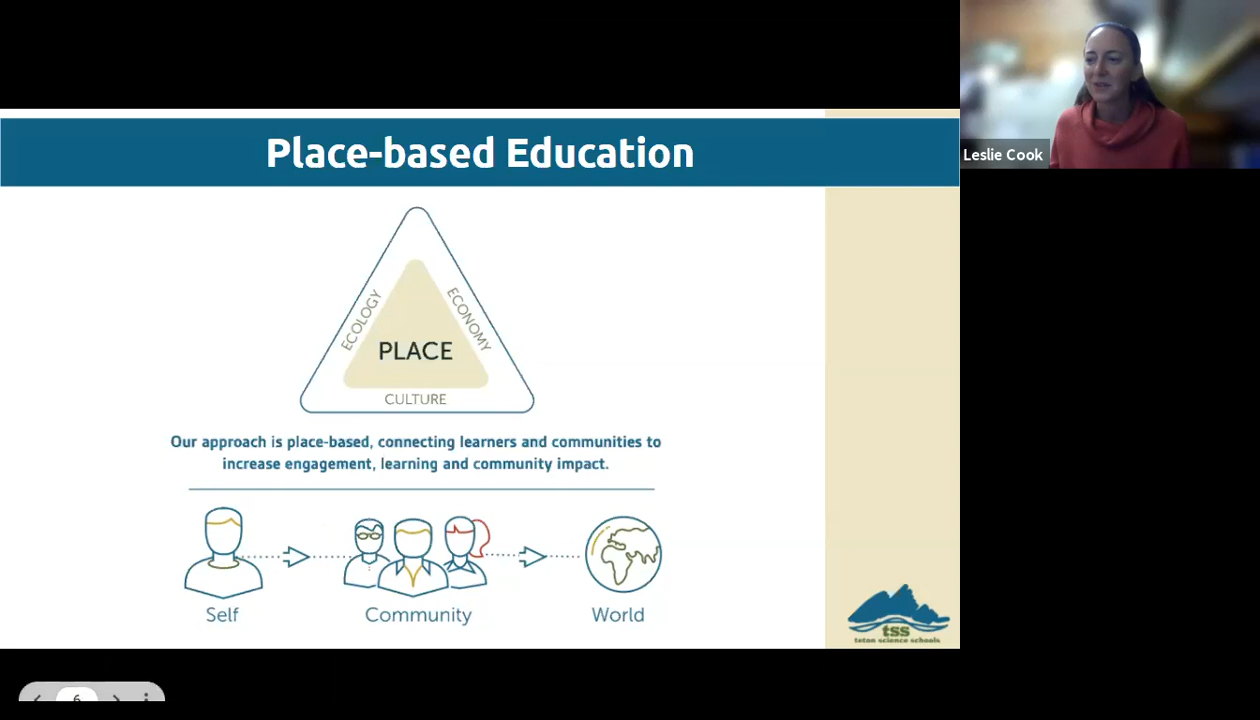 Place-based Education
ECOLOGY
ECONOMY
PLACE
CULTURE
Our approach is place-based, connecting learners and communities to
increase engagement, learning and community impact.
Self
Community
World
tss
teton science schools
Leslie Cook
6